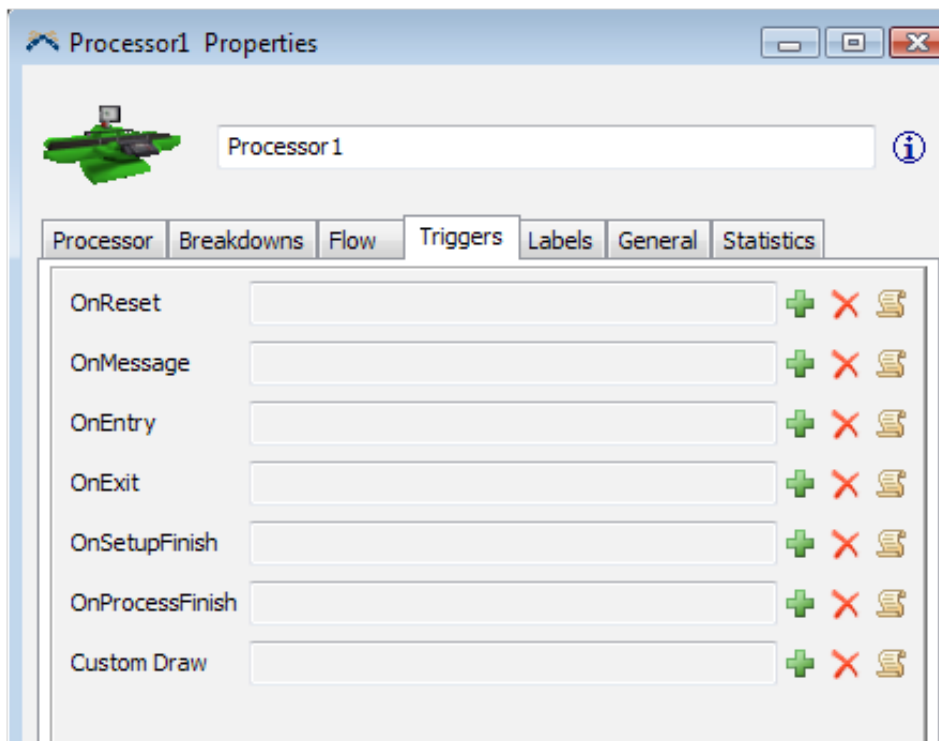 Processor1 Properties
Processor1
Processor Breakdowns Flow Triggers Labels General Statistics
OnReset
OnMessage
OnEntry
OnExit
OnSetupFinish
OnProcessFinish
Custom Draw